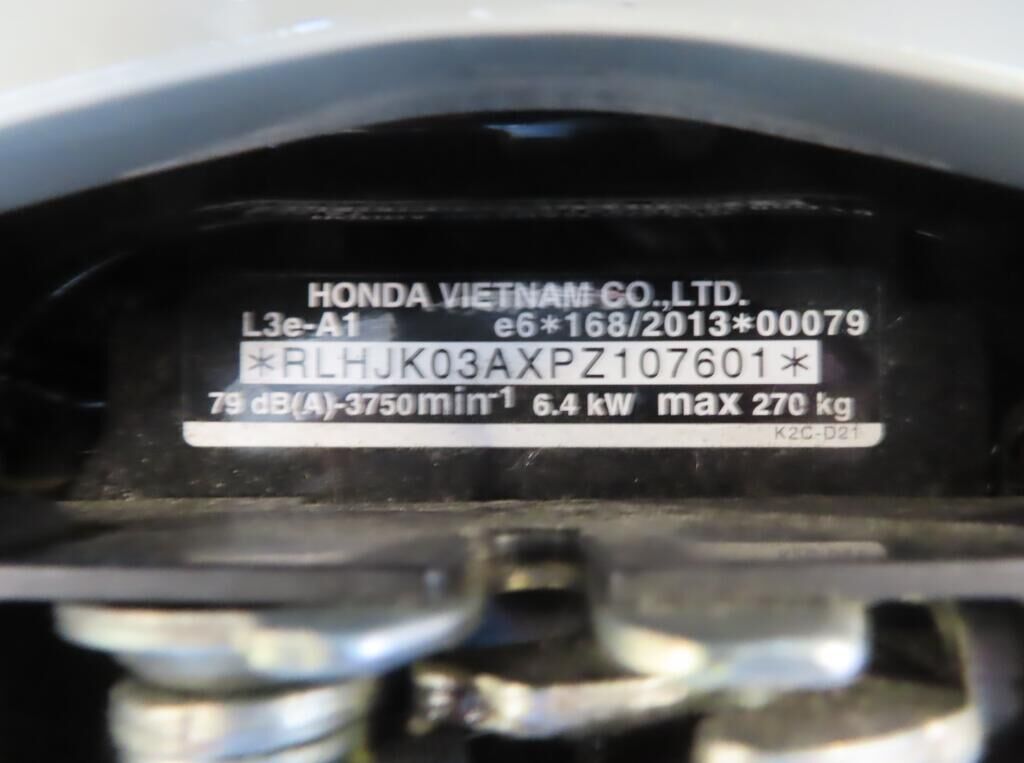 HONDA VIETNAM CO.,LTD.
L3e-A1 e6*168/2013*00079
*RLHJK03AXPZ107601*
79 dB(A)-3750min-1 6.4 kW max 270 kg
K2C-D21